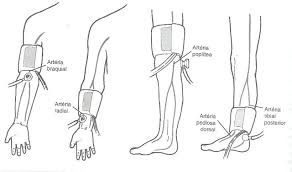 Artéria
braquial
Artéria
radial
Artéria
poplítea
Artéria
pediosa
dorsal
Artéria
tibial
posterior